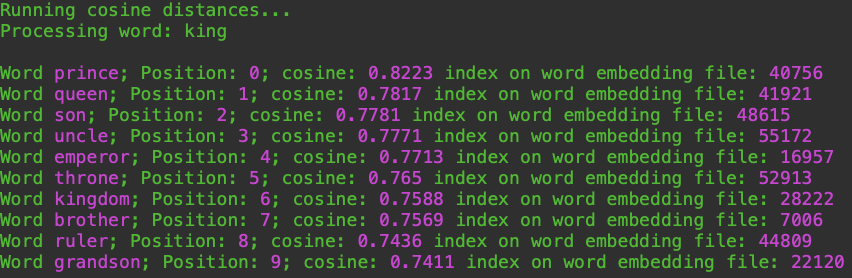 Running cosine distances...
Processing word: king
Word prince; Position: 0; cosine: 0.8223 index on word embedding file: 40756
Word queen; Position: 1; cosine: 0.7817 index on word embedding file: 41921
Word son; Position: 2; cosine: 0.7781 index on word embedding file: 48615
Word uncle; Position: 3; cosine: 0.7771 index on word embedding file: 55172
Word emperor; Position: 4; cosine: 0.7713 index on word embedding file: 16957
Word throne; Position: 5; cosine: 0.765 index on word embedding file: 52913
Word kingdom; Position: 6; cosine: 0.7588 index on word embedding file: 28222
Word brother; Position: 7; cosine: 0.7569 index on word embedding file: 7006
Word ruler; Position: 8; cosine: 0.7436 index on word embedding file: 44809
Word grandson; Position: 9; cosine: 0.7411 index on word embedding file: 22120